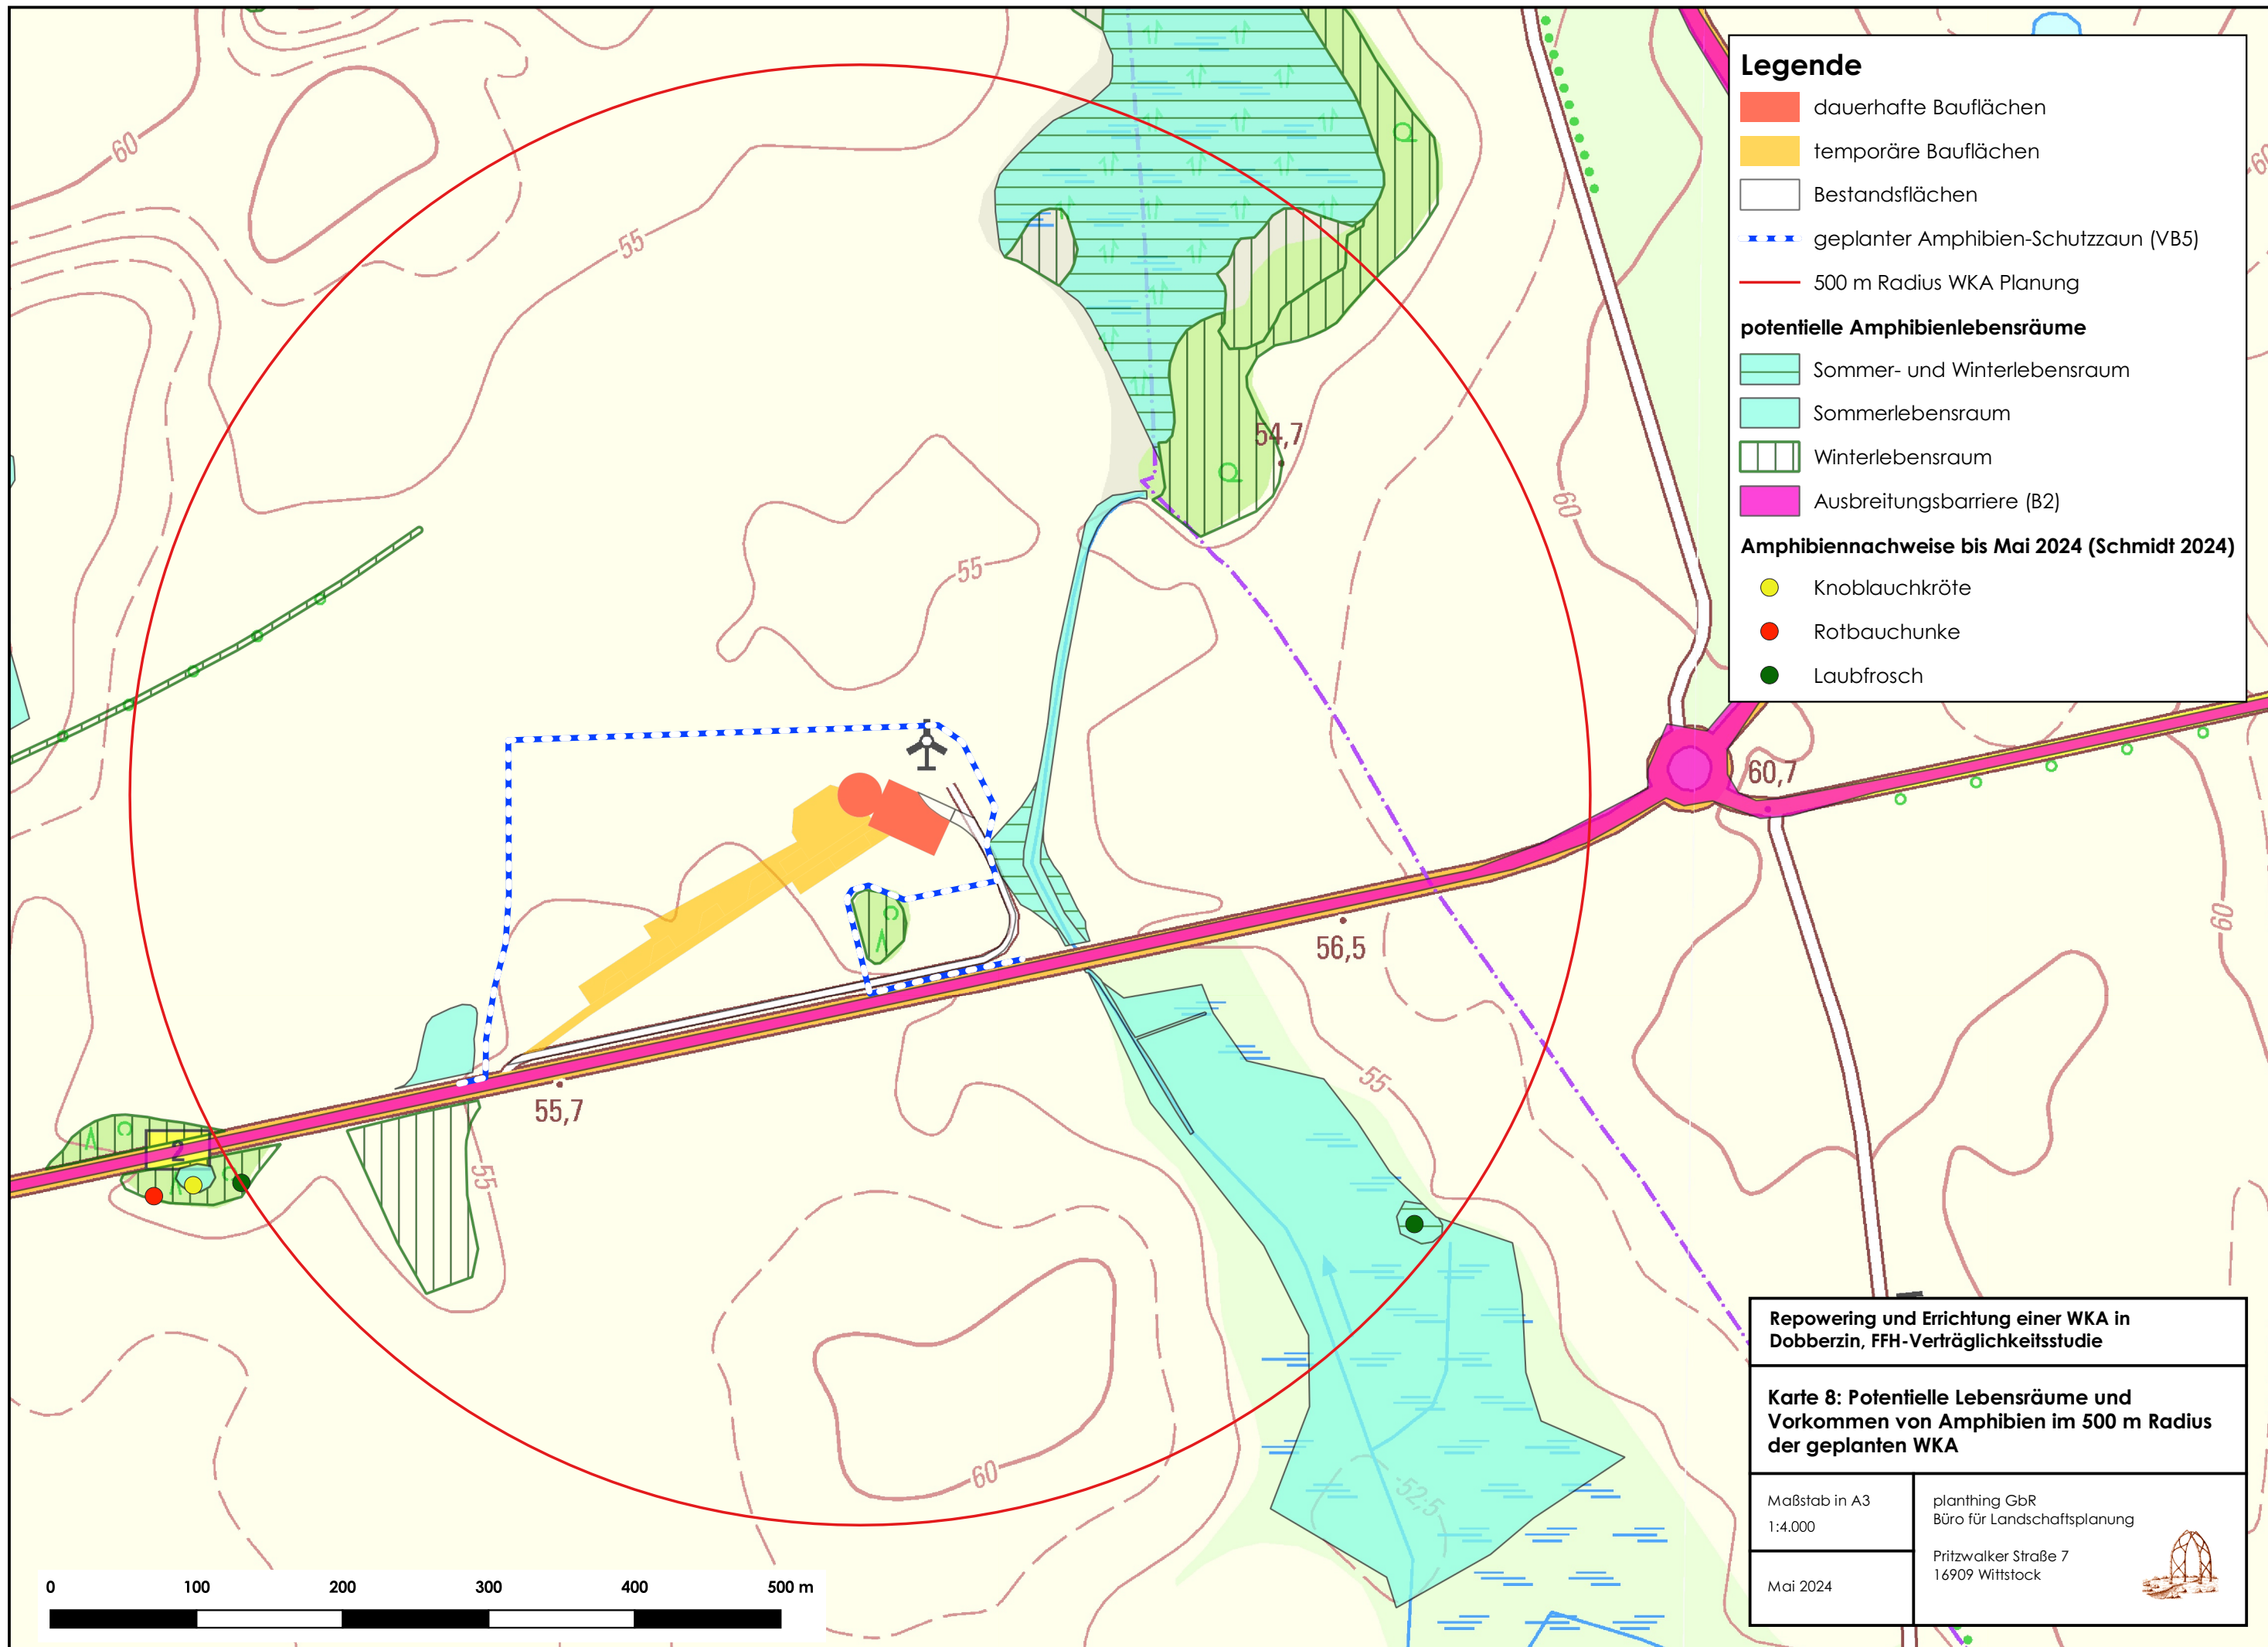 Legende
dauerhafte Bauflächen
temporäre Bauflächen
Bestandsflächen
geplanter Amphibien-Schutzzaun (VB5)
500 m Radius WKA Planung
potentielle Amphibienlebensräume
Sommer- und Winterlebensraum
Sommerlebensraum
Winterlebensraum
Ausbreitungsbarriere (B2)
Amphibiennachweise bis Mai 2024 (Schmidt 2024)
Knoblauchkröte
Rotbauchunke
Laubfrosch
60
55
60
54,7
60
55
60,7
60
56,5
55
55,7
2
55
60
52,5
Repowering und Errichtung einer WKA in
Dobberzin, FFH-Verträglichkeitsstudie
Karte 8: Potentielle Lebensräume und
Vorkommen von Amphibien im 500 m Radius
der geplanten WKA
Maßstab in A3
1:4.000
Mai 2024
planthing GbR
Büro für Landschaftsplanung
Pritzwalker Straße 7
16909 Wittstock
0 100 200 300 400 500 m